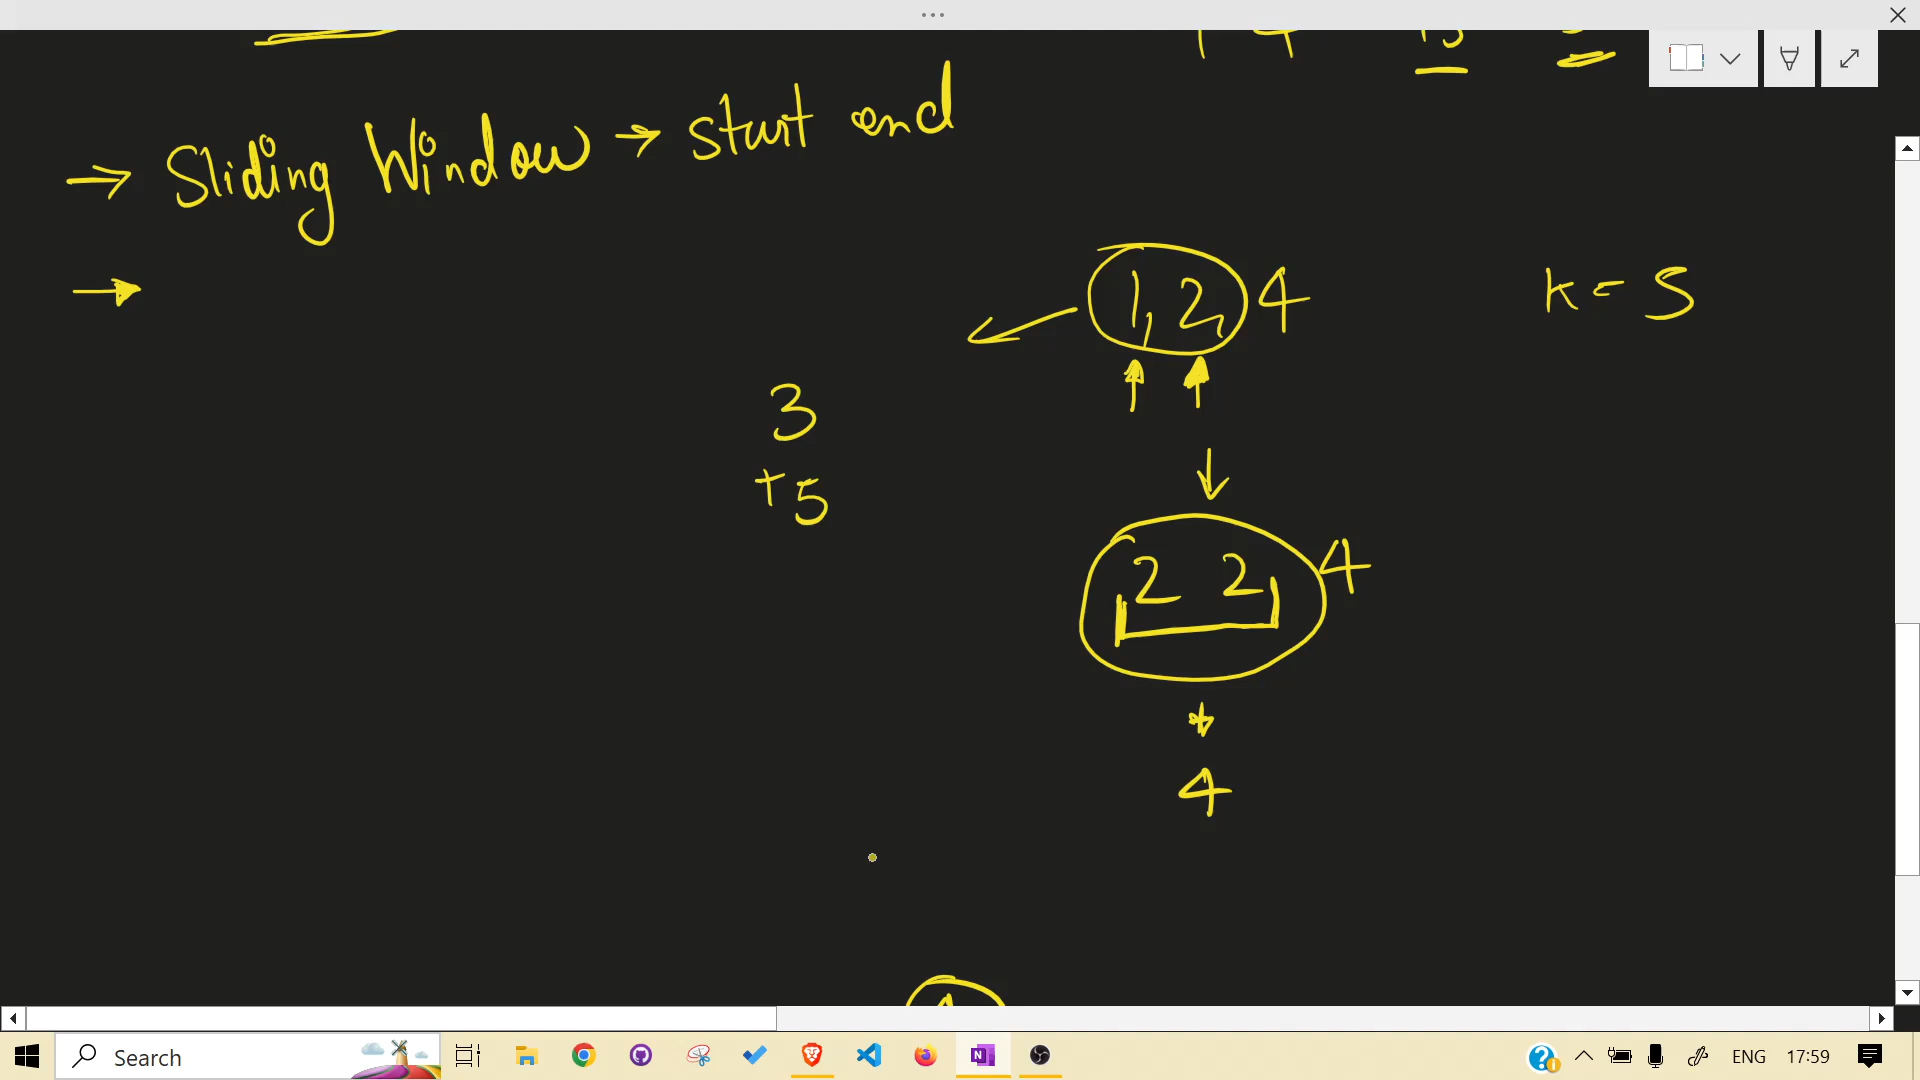 → Sliding Window → start end
→
1, 2, 4
k = 5
3
+5
2 2, 4
4
Search
ENG 17:59